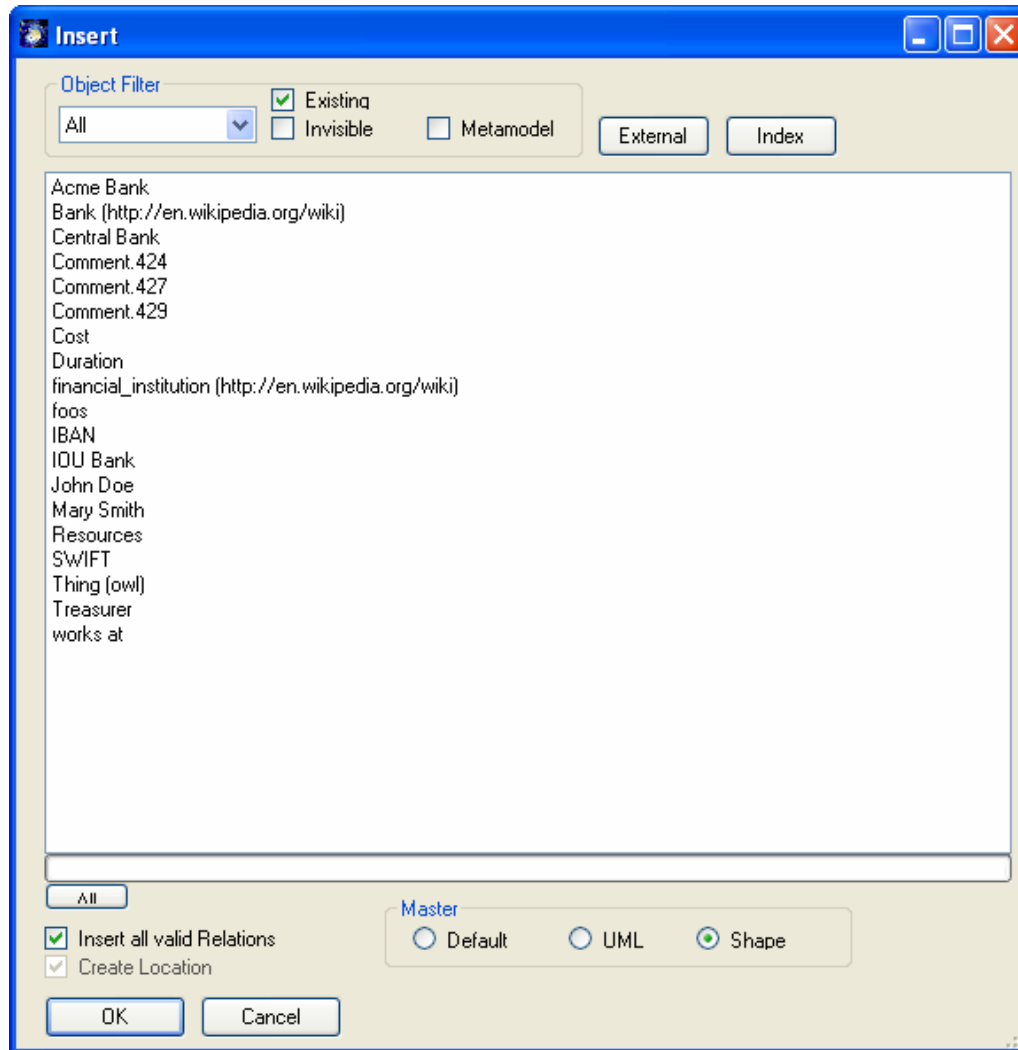 Insert
Object Filter
All
Existing
Invisible
Metamodel
External
Index
Acme Bank
Bank (http://en.wikipedia.org/wiki)
Central Bank
Comment.424
Comment.427
Comment.429
Cost
Duration
financial_institution (http://en.wikipedia.org/wiki)
foos
IBAN
IOU Bank
John Doe
Mary Smith
Resources
SWIFT
Thing (owl)
Treasurer
works at
All
Insert all valid Relations
Create Location
Master
Default
UML
Shape
OK
Cancel